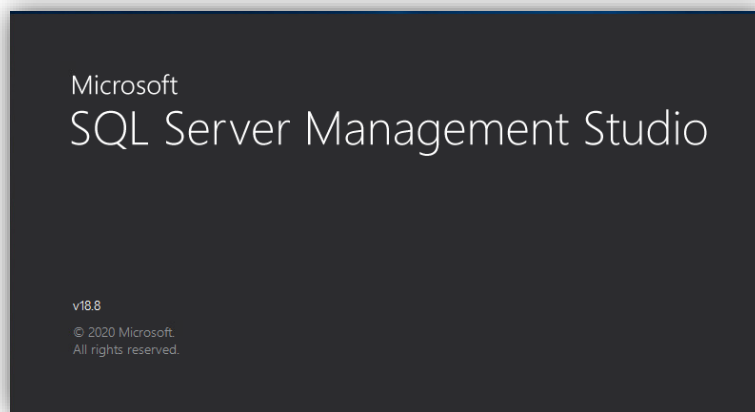 Microsoft
SQL Server Management Studio
v18.8
© 2020 Microsoft.
All rights reserved.